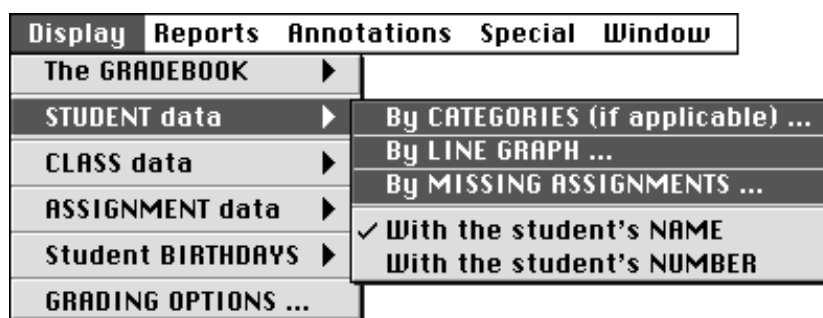 Display Reports Annotations Special Window
The GRADEBOOK
STUDENT data
CLASS data
ASSIGNMENT data
Student BIRTHDAYS
GRADING OPTIONS ...
By CATEGORIES (if applicable) ...
By LINE GRAPH ...
By MISSING ASSIGNMENTS ...
✓ With the student's NAME
With the student's NUMBER